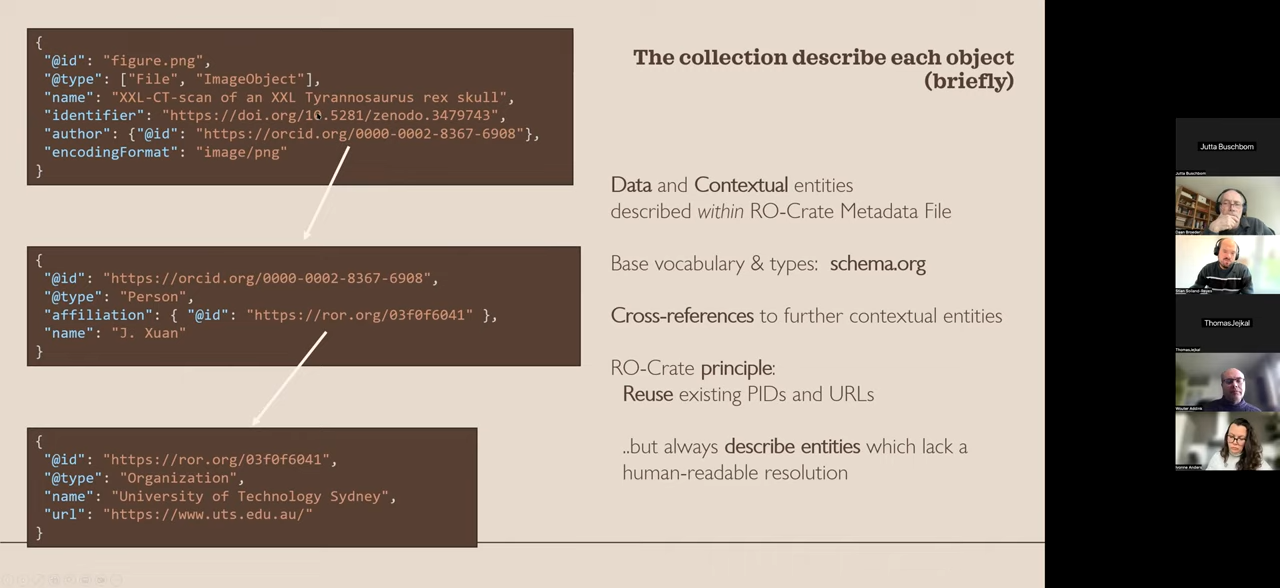 {
"@id": "figure.png",
"@type": ["File", "ImageObject"],
"name": "XXL-CT-scan of an XXL Tyrannosaurus rex skull",
"identifier": "https://doi.org/10.5281/zenodo.3479743",
"author": {"@id": "https://orcid.org/0000-0002-8367-6908"},
"encodingFormat": "image/png"
}
{
"@id": "https://orcid.org/0000-0002-8367-6908",
"@type": "Person",
"affiliation": { "@id": "https://ror.org/03f0f6041" },
"name": "J. Xuan"
}
{
"@id": "https://ror.org/03f0f6041",
"@type": "Organization",
"name": "University of Technology Sydney",
"url": "https://www.uts.edu.au/"
}
The collection describe each object
(briefly)
Data and Contextual entities
described within RO-Crate Metadata File
Base vocabulary & types: schema.org
Cross-references to further contextual entities
RO-Crate principle:
Reuse existing PIDs and URLs
..but always describe entities which lack a
human-readable resolution
Jutta Buschbom
Jutta Buschbom
Daan Broeder
ThomasJejkal
ThomasJejkal
Wouter Addink
Ivonne Anders